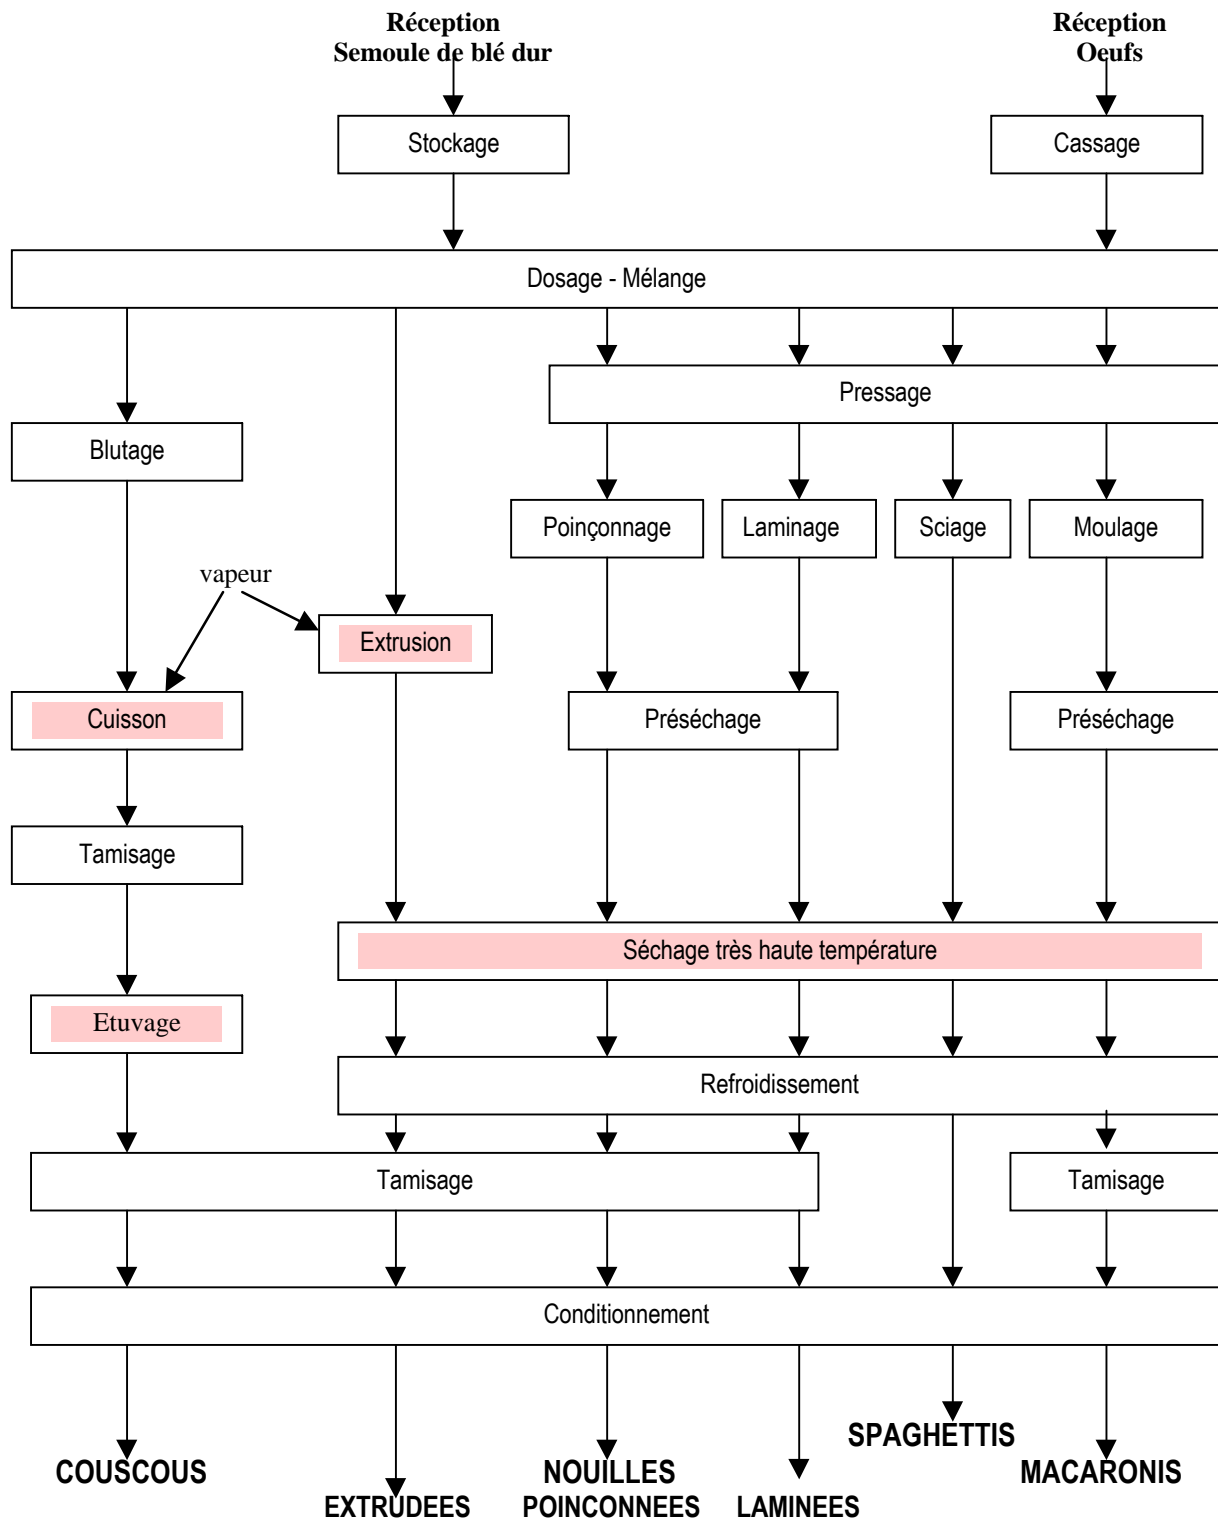 Réception
Semoule de blé dur
Réception
Oeufs
Stockage
Cassage
Dosage - Mélange
Pressage
Blutage
Poinçonnage
Laminage
Sciage
Moulage
vapeur
Extrusion
Cuisson
Préséchage
Préséchage
Tamisage
Séchage très haute température
Etuvage
Refroidissement
Tamisage
Tamisage
Conditionnement
SPAGHETTIS
COUSCOUS
NOUILLES
MACARONIS
EXTRUDEES
POINCONNEES
LAMINEES